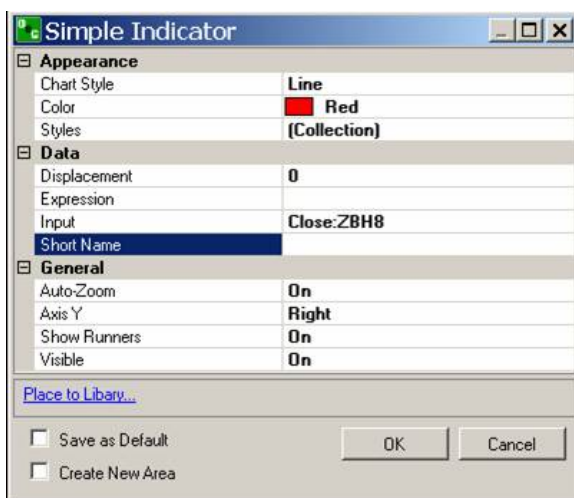 Simple Indicator
Appearance
Chart Style Line
Color Red
Styles (Collection)
Data
Displacement 0
Expression
Input Close:ZBH8
Short Name
General
Auto-Zoom On
Axis Y Right
Show Runners On
Visible On
Place to Libary...
Save as Default
OK Cancel
Create New Area